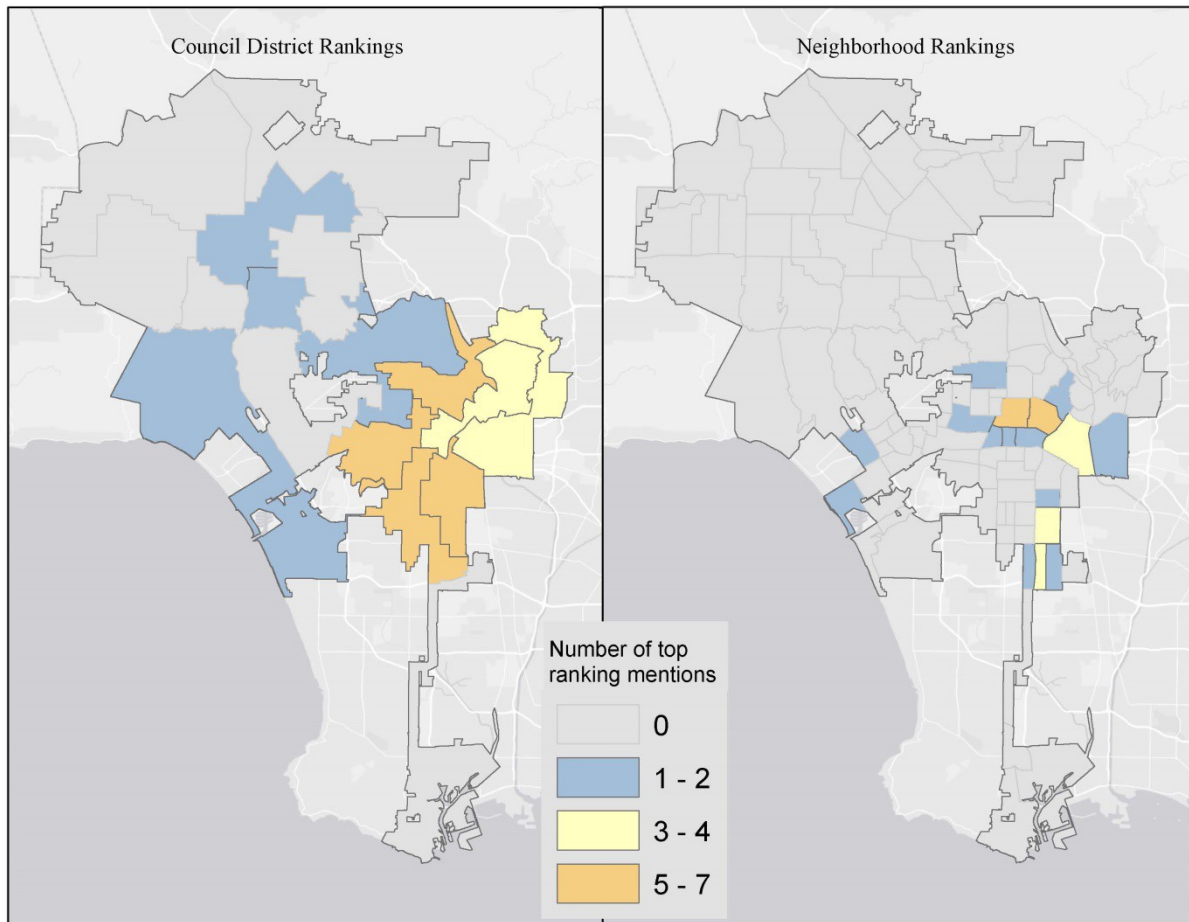 Council District Rankings
Neighborhood Rankings
Number of top
ranking mentions
0
1 - 2
3 - 4
5 - 7